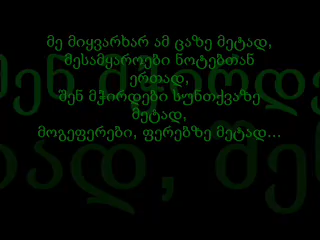 მე მიყვარხარ ამ ცაზე მეტად,
მესამყაროები ნოტებთან
ერთად,
შენ მჭირდები სუნთქვაზე
მეტად,
მოგეფერები, ფერებზე მეტად...